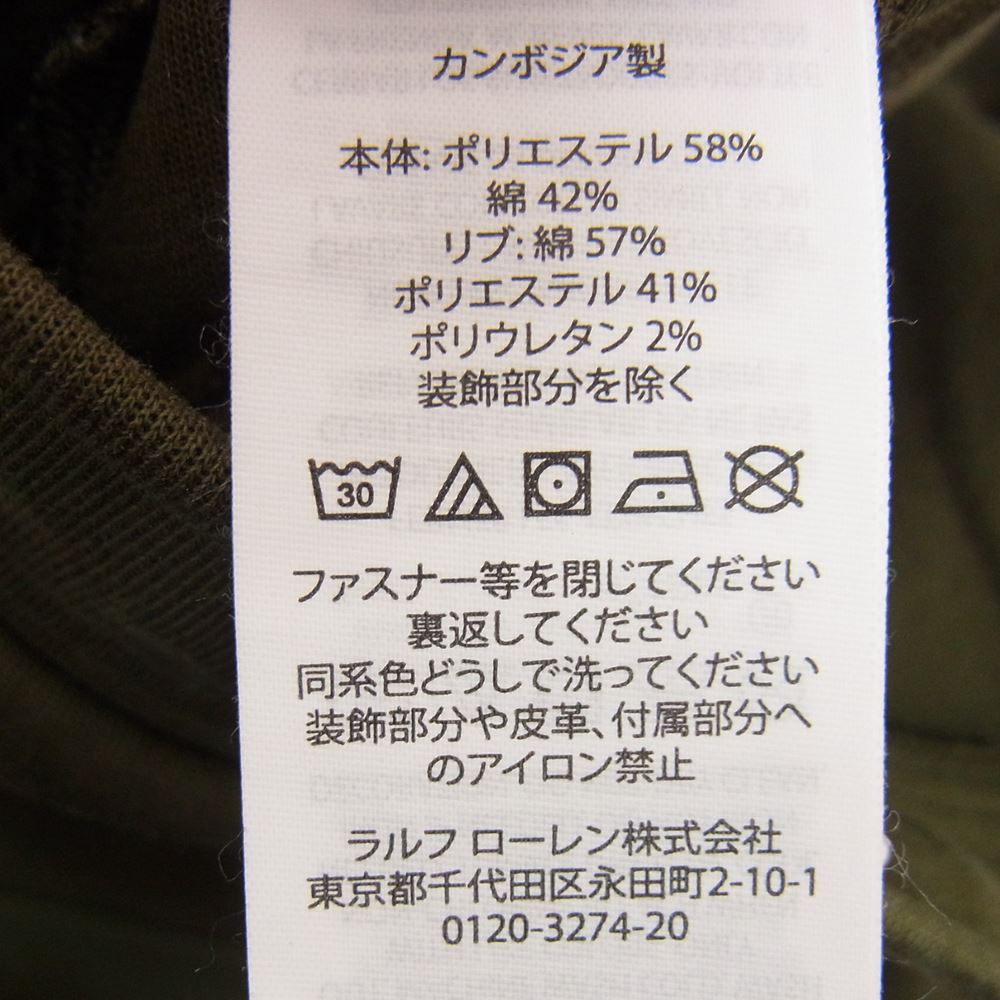 カンボジア製
本体: ポリエステル 58%
綿 42%
リブ: 綿 57%
ポリエステル 41%
ポリウレタン 2%
装飾部分を除く
30
ファスナー等を閉じてください
裏返してください
同系色どうしで洗ってください
装飾部分や皮革、付属部分へ
のアイロン禁止
ラルフ ローレン株式会社
東京都千代田区永田町2-10-1
0120-3274-20